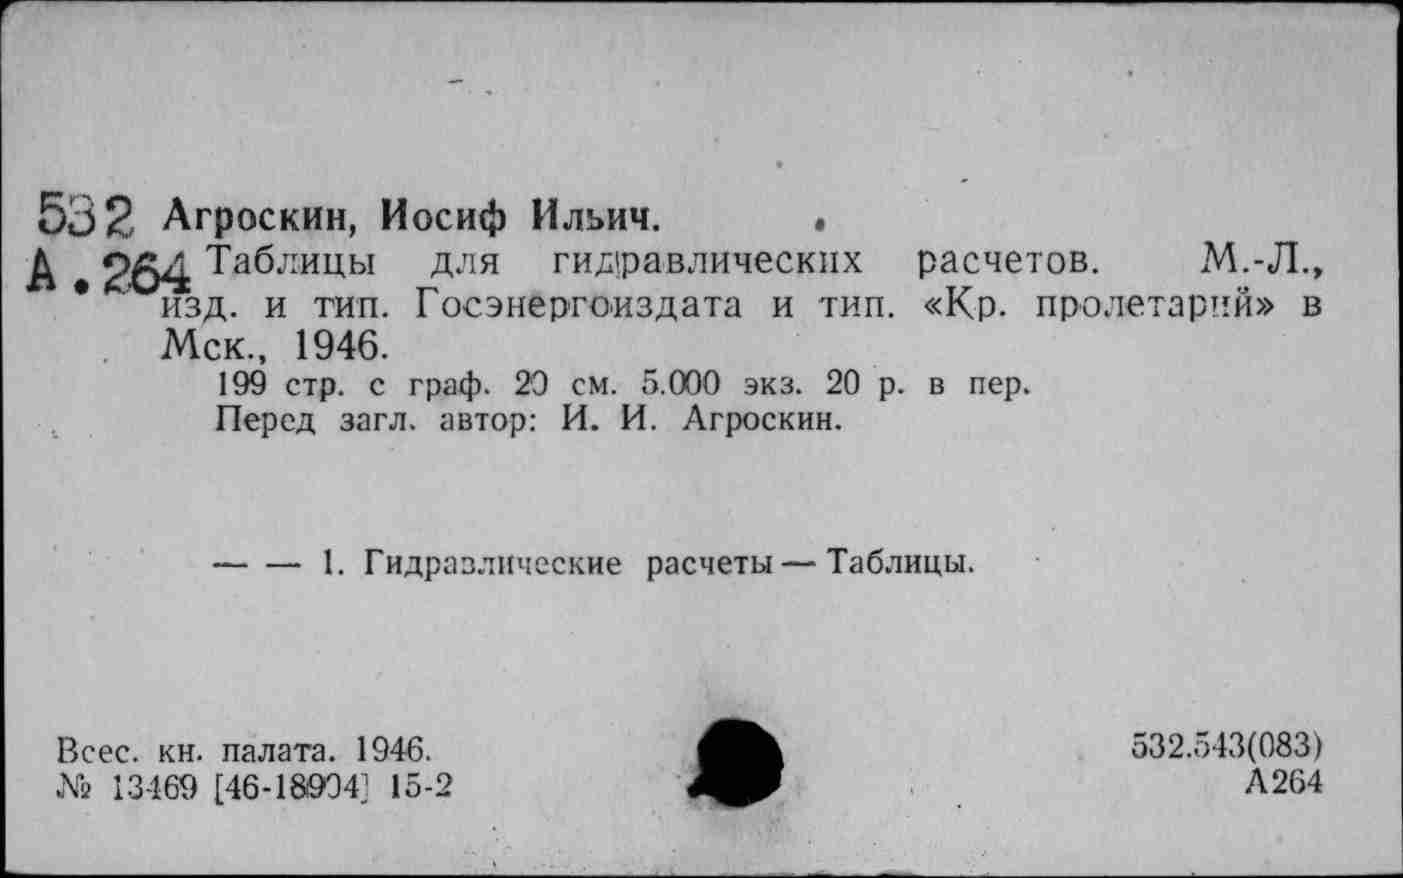 532 Агроскин, Иосиф Ильич.
А.264 Таблицы для гидравлических расчетов. М.-Л.,
изд. и тип. Госэнергоиздата и тип. «Кр. пролетарий» в
Мск., 1946.
199 стр. с граф. 20 см. 5.000 экз. 20 р. в пер.
Перед загл. автор: И. И. Агроскин.
— — 1. Гидравлические расчеты — Таблицы.
Всес. кн. палата. 1946.
№ 13469 [46-18904] 15-2
532.543(083)
А264